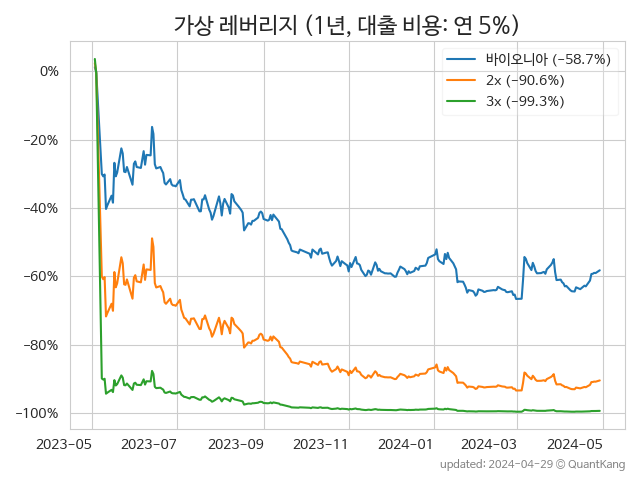 가상 레버리지 (1년, 대출 비용: 연 5%)
바이오니아 (−58.7%)
2x (−90.6%)
3x (−99.3%)
0%
−20%
−40%
−60%
−80%
−100%
2023-05 2023-07 2023-09 2023-11 2024-01 2024-03 2024-05
updated: 2024-04-29 © QuantKang